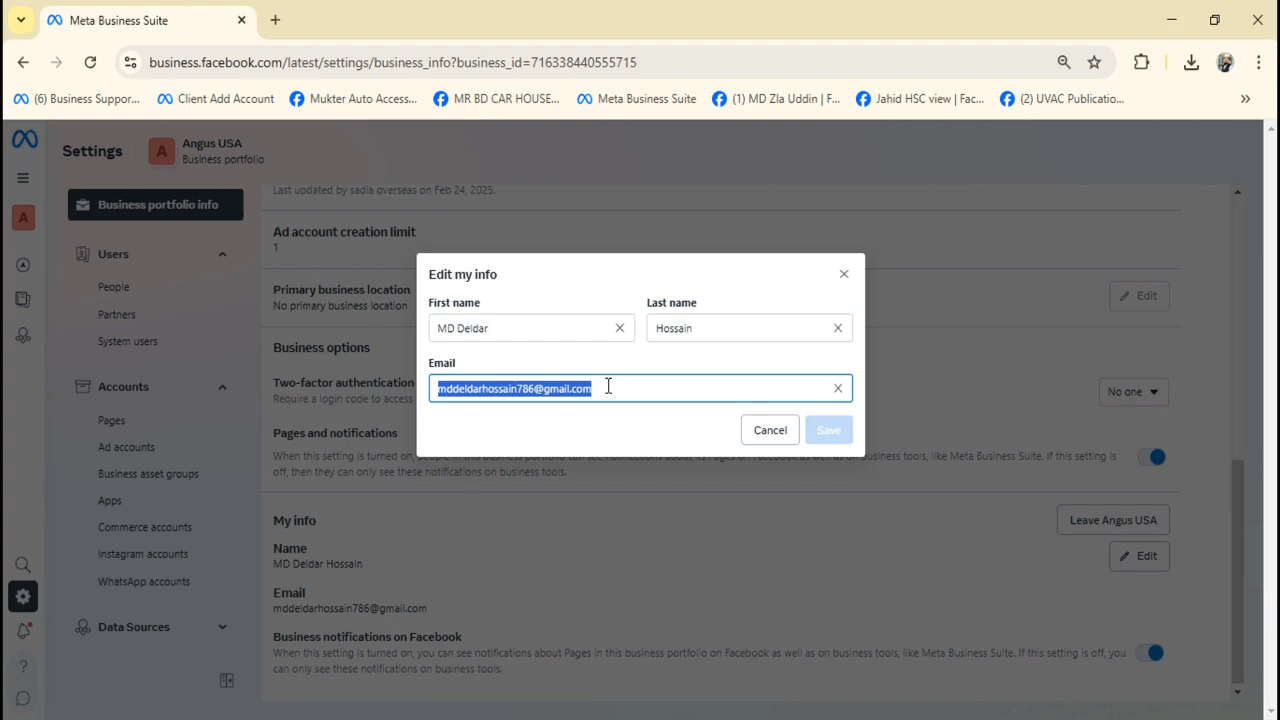 Meta Business Suite
business.facebook.com/latest/settings/business_info?business_id=716338440555715
(6) Business Suppor...
Client Add Account
Mukter Auto Access...
MR BD CAR HOUSE...
Meta Business Suite
(1) MD Zla Uddin | F...
Jahid HSC view | Fac...
(2) UVAC Publicatio...
Settings
A
Angus USA
Business portfolio
A
Business portfolio info
Users
People
Partners
System users
Accounts
Pages
Ad accounts
Business asset groups
Apps
Commerce accounts
Instagram accounts
WhatsApp accounts
Data Sources
Last updated by sadia overseas on Feb 24, 2025.
Ad account creation limit
1
Primary business location
No primary business location
Edit
Business options
Two-factor authentication
Require a login code to access
No one
Pages and notifications
When this setting is turned on, people in this business portfolio can see notifications about its Pages on Facebook as well as on business tools, like Meta Business Suite. If this setting is
off, then they can only see these notifications on business tools.
Edit my info
First name
Last name
MD Deldar
Hossain
Email
mddeldarhossain786@gmail.com
Cancel
Save
My info
Leave Angus USA
Name
MD Deldar Hossain
Edit
Email
mddeldarhossain786@gmail.com
Business notifications on Facebook
When this setting is turned on, you can see notifications about Pages in this business portfolio on Facebook as well as on business tools, like Meta Business Suite. If this setting is off, you
can only see these notifications on business tools.